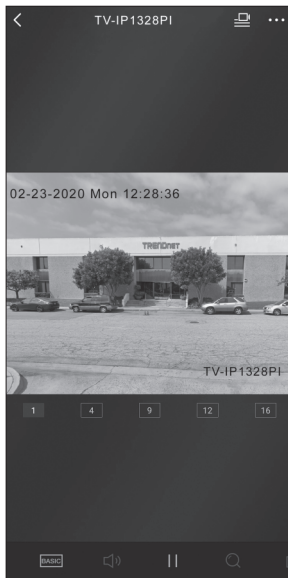 TV-IP1328PI
02-23-2020 Mon 12:28:36
TRENDNET
TV-IP1328PI
1 4 9 12 16
BASIC